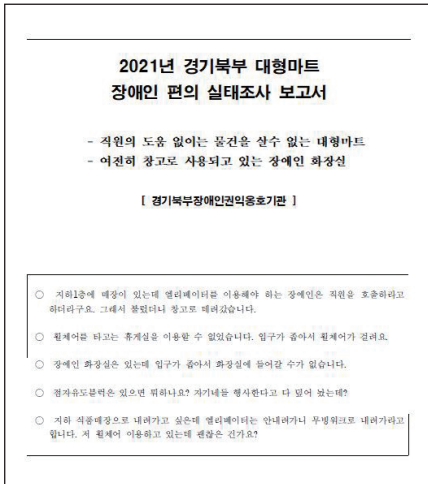 2021년 경기북부 대형마트
장애인 편의 실태조사 보고서
- 직원의 도움 없이는 물건을 살수 없는 대형마트
- 여전히 창고로 사용되고 있는 장애인 화장실
[ 경기북부장애인권익옹호기관 ]
○ 지하1층에 매장이 있는데 엘리베이터를 이용해야 하는 장애인은 직원을 호출하라고
하더라구요. 그래서 불렀더니 창고로 데려갔습니다.
○ 휠체어를 타고는 휴게실을 이용할 수 없었습니다. 입구가 좁아서 휠체어가 걸려요.
○ 장애인 화장실은 있는데 입구가 좁아서 화장실에 들어갈 수가 없습니다.
○ 점자유도블럭은 있으면 뭐하나요? 자기네들 행사한다고 다 덮어 놨는데?
○ 지하 식품매장으로 내려가고 싶은데 엘리베이터는 안내려가니 무빙워크로 내려가라고
합니다. 저 휠체어 이용하고 있는데 괜찮은 건가요?